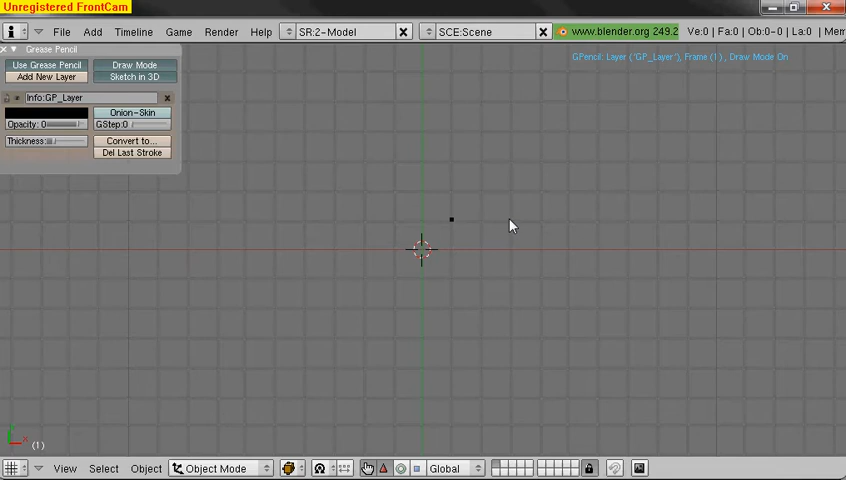 Unregistered FrontCam
File Add Timeline Game Render Help SR:2-Model SCE:Scene www.blender.org 249.2 Ve:0 | Fa:0 | Ob:0-0 | La:0 | Mem
Grease Pencil
Use Grease Pencil Draw Mode
Add New Layer Sketch in 3D
GPencil: Layer ("GP_Layer"), Frame (1) , Draw Mode On
Info:GP_Layer
Onion-Skin
Opacity: 0 GStep:0
Thickness: Convert to...
Del Last Stroke
x
(1)
View Select Object Object Mode Global